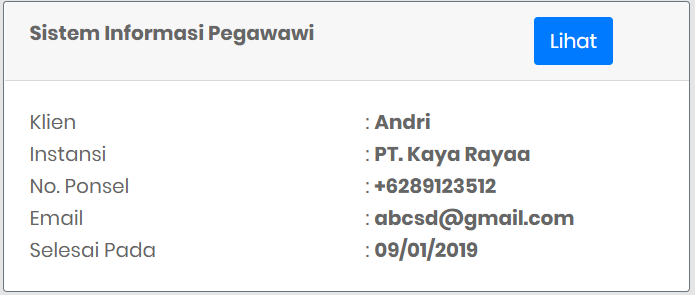 Sistem Informasi Pegawawi
Lihat
Klien : Andri
Instansi : PT. Kaya Rayaa
No. Ponsel : +6289123512
Email : abcsd@gmail.com
Selesai Pada : 09/01/2019